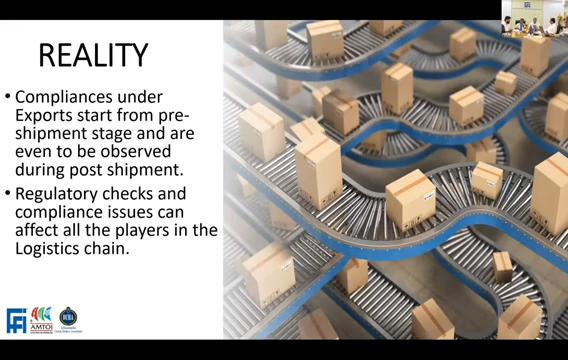 REALITY
• Compliances under
Exports start from pre-
shipment stage and are
even to be observed
during post shipment.
• Regulatory checks and
compliance issues can
affect all the players in the
Logistics chain.
AMTOI